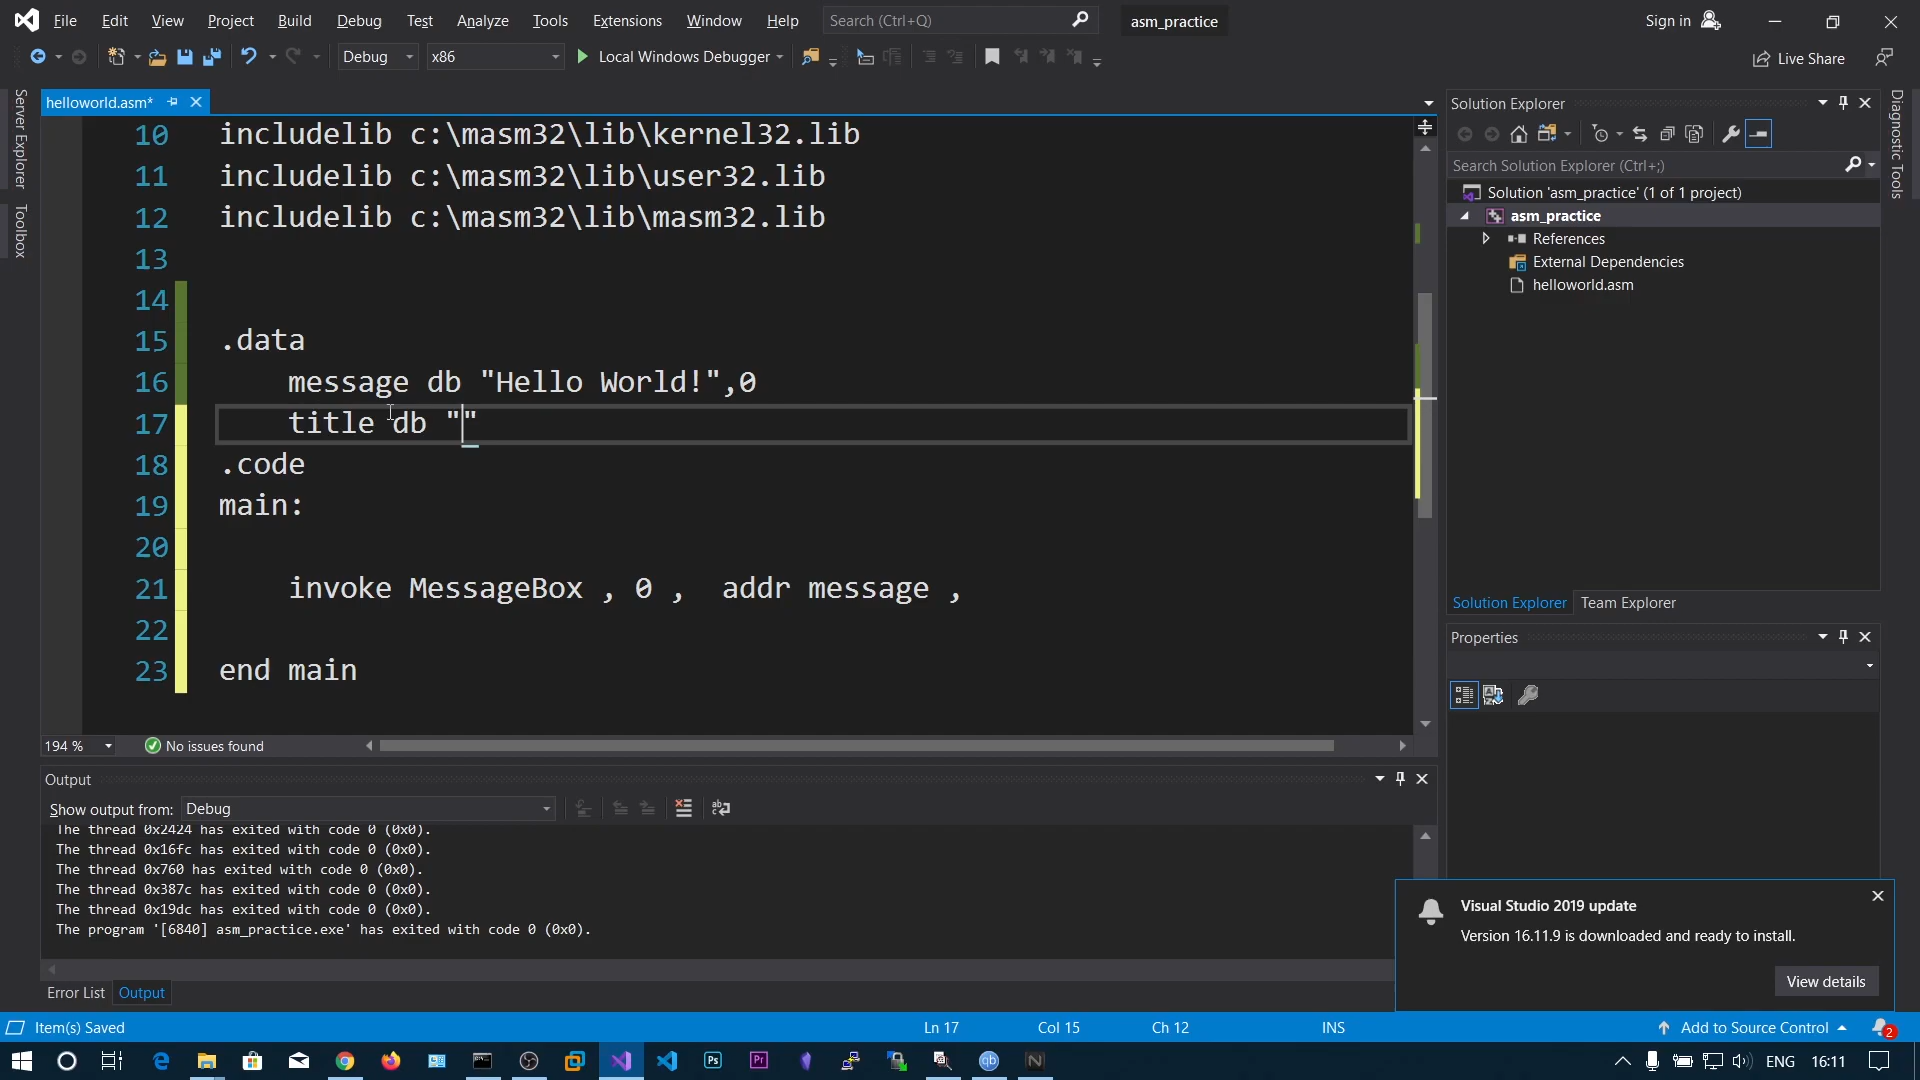 File Edit View Project Build Debug Test Analyze Tools Extensions Window Help Search (Ctrl+Q) asm_practice Sign in
Debug x86 Local Windows Debugger Live Share
Server Explorer
Toolbox
helloworld.asm*
10 includelib c:\masm32\lib\kernel32.lib
11 includelib c:\masm32\lib\user32.lib
12 includelib c:\masm32\lib\masm32.lib
13
14
15 .data
16 message db "Hello World!",0
17 title db ""
18 .code
19 main:
20
21 invoke MessageBox , 0 , addr message ,
22
23 end main
194 % No issues found
Output
Show output from: Debug
The thread 0x2424 has exited with code 0 (0x0).
The thread 0x16fc has exited with code 0 (0x0).
The thread 0x760 has exited with code 0 (0x0).
The thread 0x387c has exited with code 0 (0x0).
The thread 0x19dc has exited with code 0 (0x0).
The program '[6840] asm_practice.exe' has exited with code 0 (0x0).
Error List Output
Solution Explorer
Search Solution Explorer (Ctrl+;)
Solution 'asm_practice' (1 of 1 project)
asm_practice
References
External Dependencies
helloworld.asm
Solution Explorer Team Explorer
Properties
Diagnostic Tools
Visual Studio 2019 update
Version 16.11.9 is downloaded and ready to install.
View details
Item(s) Saved Ln 17 Col 15 Ch 12 INS Add to Source Control 2
Ps Pr qb N ENG 16:11